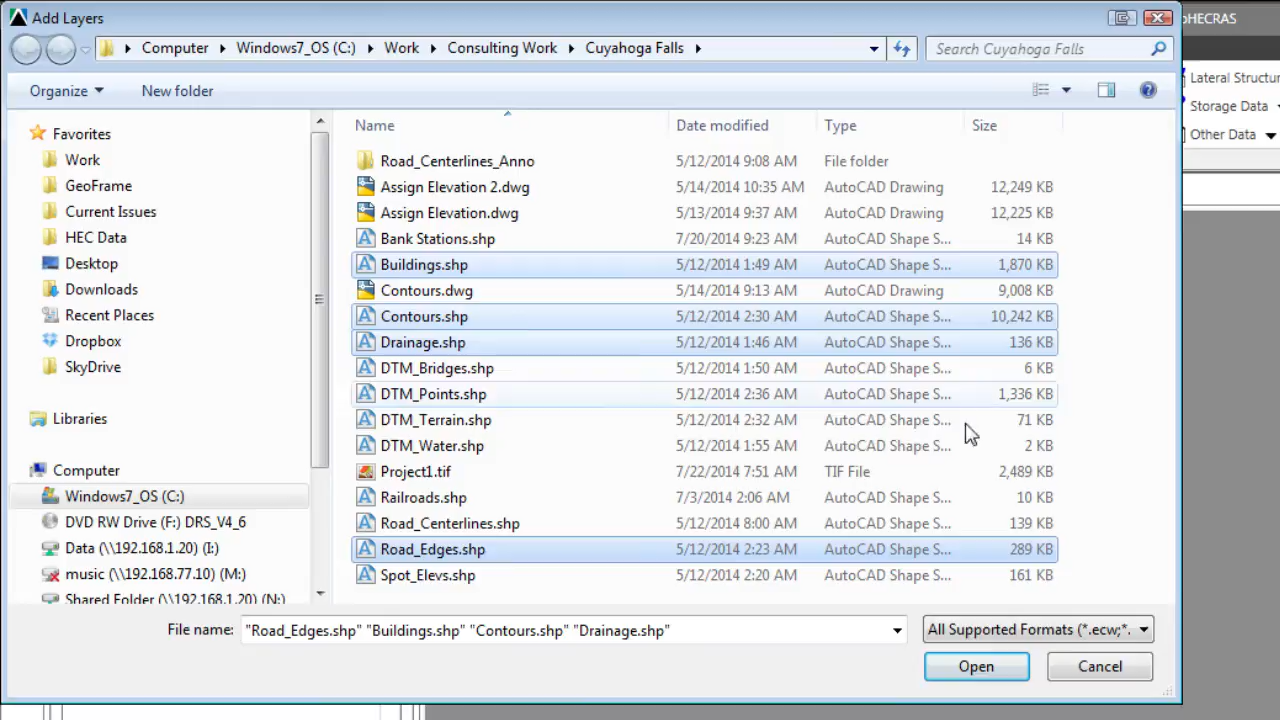 Add Layers
oHECRAS
Computer Windows7_OS (C:) Work Consulting Work Cuyahoga Falls
Search Cuyahoga Falls
Lateral Structu
Storage Data
Other Data
Organize New folder
Favorites
Work
GeoFrame
Current Issues
HEC Data
Desktop
Downloads
Recent Places
Dropbox
SkyDrive
Libraries
Computer
Windows7_OS (C:)
DVD RW Drive (F:) DRS_V4_6
Data (\\192.168.1.20) (I:)
music (\\192.168.77.10) (M:)
Shared Folder (\\192.168.1.20) (N:)
Name Date modified Type Size
Road_Centerlines_Anno 5/12/2014 9:08 AM File folder
Assign Elevation 2.dwg 5/14/2014 10:35 AM AutoCAD Drawing 12,249 KB
Assign Elevation.dwg 5/13/2014 9:37 AM AutoCAD Drawing 12,225 KB
Bank Stations.shp 7/20/2014 9:23 AM AutoCAD Shape S... 14 KB
Buildings.shp 5/12/2014 1:49 AM AutoCAD Shape S... 1,870 KB
Contours.dwg 5/14/2014 9:13 AM AutoCAD Drawing 9,008 KB
Contours.shp 5/12/2014 2:30 AM AutoCAD Shape S... 10,242 KB
Drainage.shp 5/12/2014 1:46 AM AutoCAD Shape S... 136 KB
DTM_Bridges.shp 5/12/2014 1:50 AM AutoCAD Shape S... 6 KB
DTM_Points.shp 5/12/2014 2:36 AM AutoCAD Shape S... 1,336 KB
DTM_Terrain.shp 5/12/2014 2:32 AM AutoCAD Shape S... 71 KB
DTM_Water.shp 5/12/2014 1:55 AM AutoCAD Shape S... 2 KB
Project1.tif 7/22/2014 7:51 AM TIF File 2,489 KB
Railroads.shp 7/3/2014 2:06 AM AutoCAD Shape S... 10 KB
Road_Centerlines.shp 5/12/2014 8:00 AM AutoCAD Shape S... 139 KB
Road_Edges.shp 5/12/2014 2:23 AM AutoCAD Shape S... 289 KB
Spot_Elevs.shp 5/12/2014 2:20 AM AutoCAD Shape S... 161 KB
File name: "Road_Edges.shp" "Buildings.shp" "Contours.shp" "Drainage.shp"
All Supported Formats (*.ecw;*.
Open Cancel